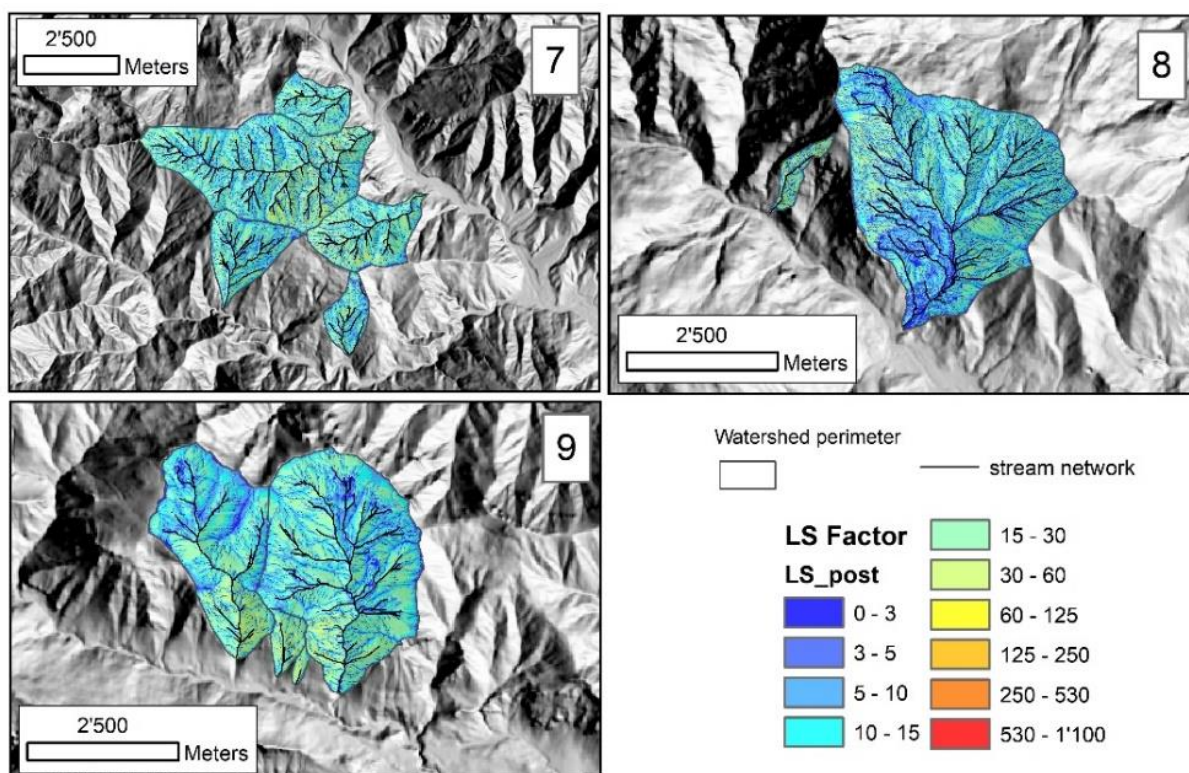 2'500
Meters
7
8
2'500
Meters
9
2'500
Meters
Watershed perimeter
stream network
LS Factor
LS_post
0 - 3
3 - 5
5 - 10
10 - 15
15 - 30
30 - 60
60 - 125
125 - 250
250 - 530
530 - 1'100